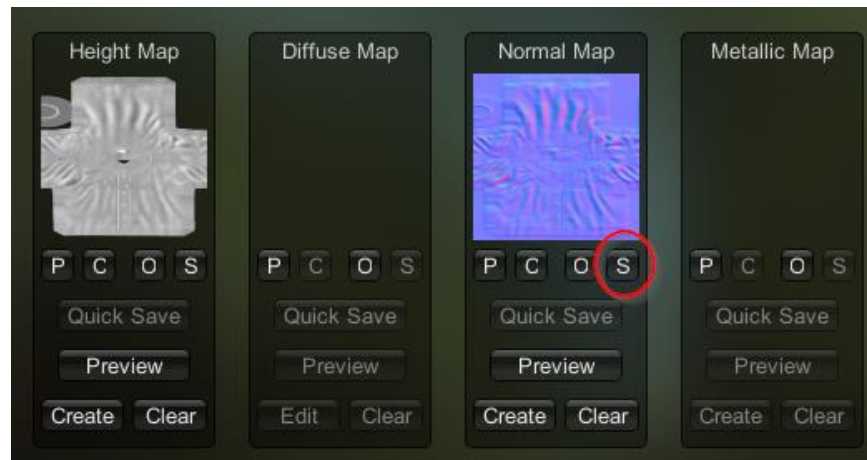 Height Map Diffuse Map Normal Map Metallic Map
P C O S P C O S P C O S P C O S
Quick Save Quick Save Quick Save Quick Save
Preview Preview Preview Preview
Create Clear Edit Clear Create Clear Create Clear